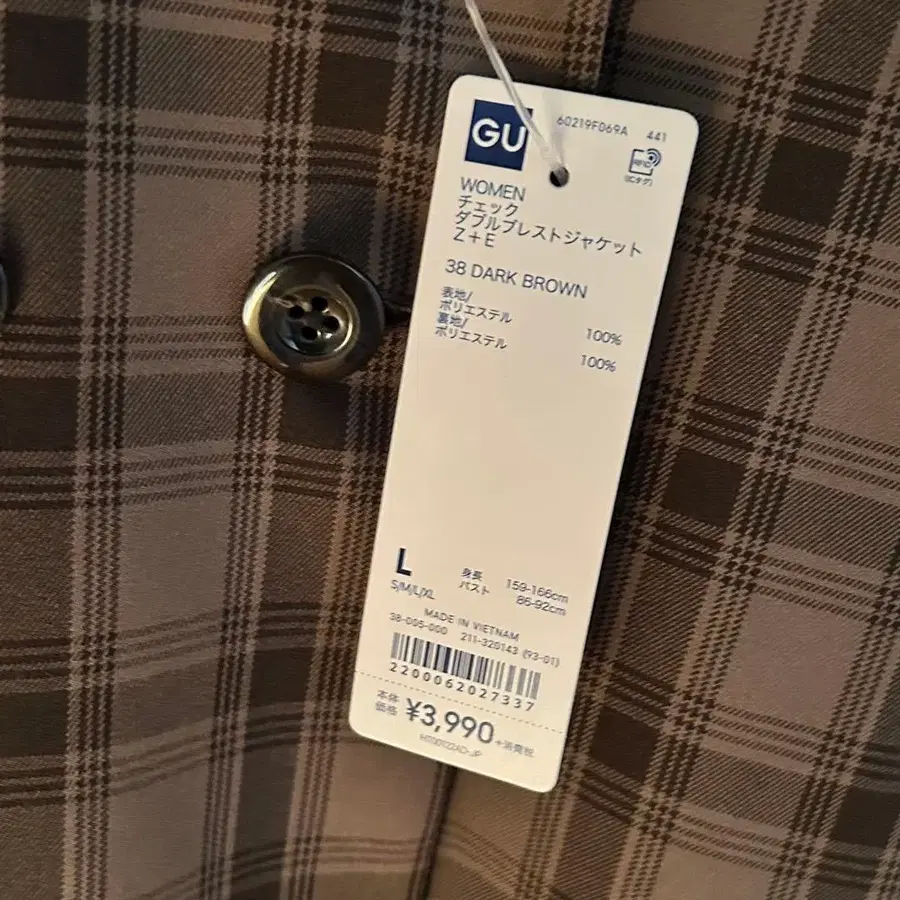 GU
60219F069A 441
RFID
(ICタグ)
WOMEN
チェック
ダブルブレストジャケット
Z+E
38 DARK BROWN
表地/
ポリエステル 100%
裏地/
ポリエステル 100%
L
S/M/L/XL
身長 159-166cm
バスト 86-92cm
MADE IN VIETNAM
38-005-000 211-320143 (93-01)
2200062027337
本体
価格 ¥3,990 +消費税